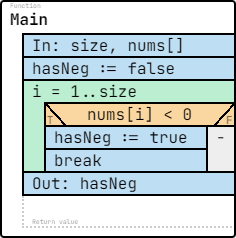 Function
Main
In: size, nums[]
hasNeg := false
i = 1..size
nums[i] < 0
T F
hasNeg := true -
break
Out: hasNeg
Return value